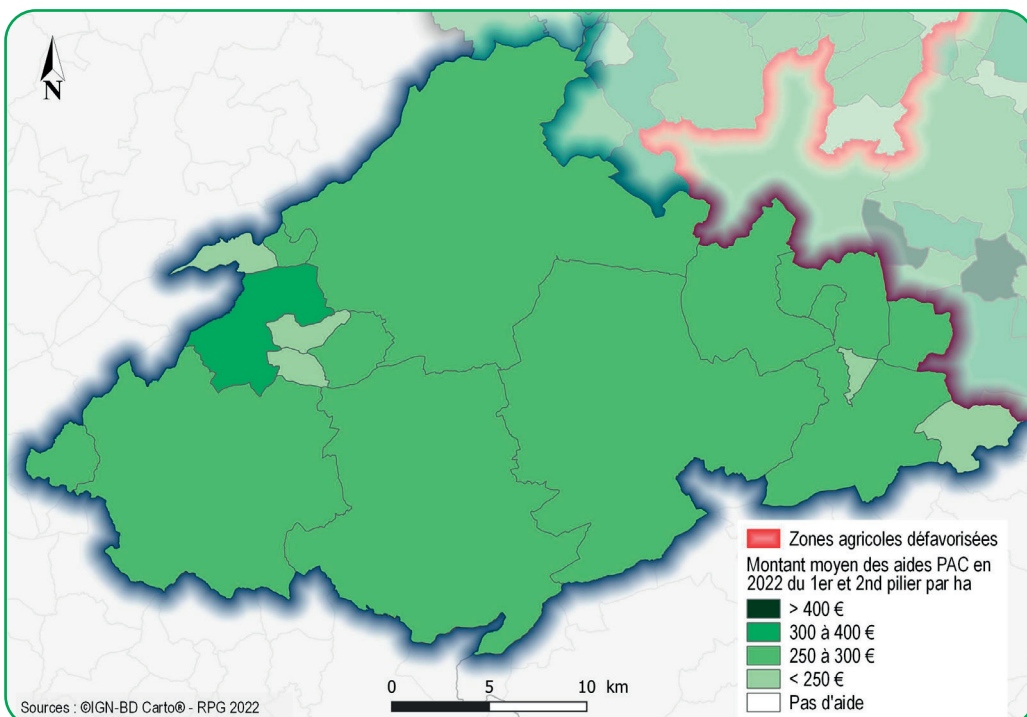 N
Zones agricoles défavorisées
Montant moyen des aides PAC en
2022 du 1er et 2nd pilier par ha
> 400 €
300 à 400 €
250 à 300 €
< 250 €
Pas d'aide
0 5 10 km
Sources : ©IGN-BD Carto® - RPG 2022